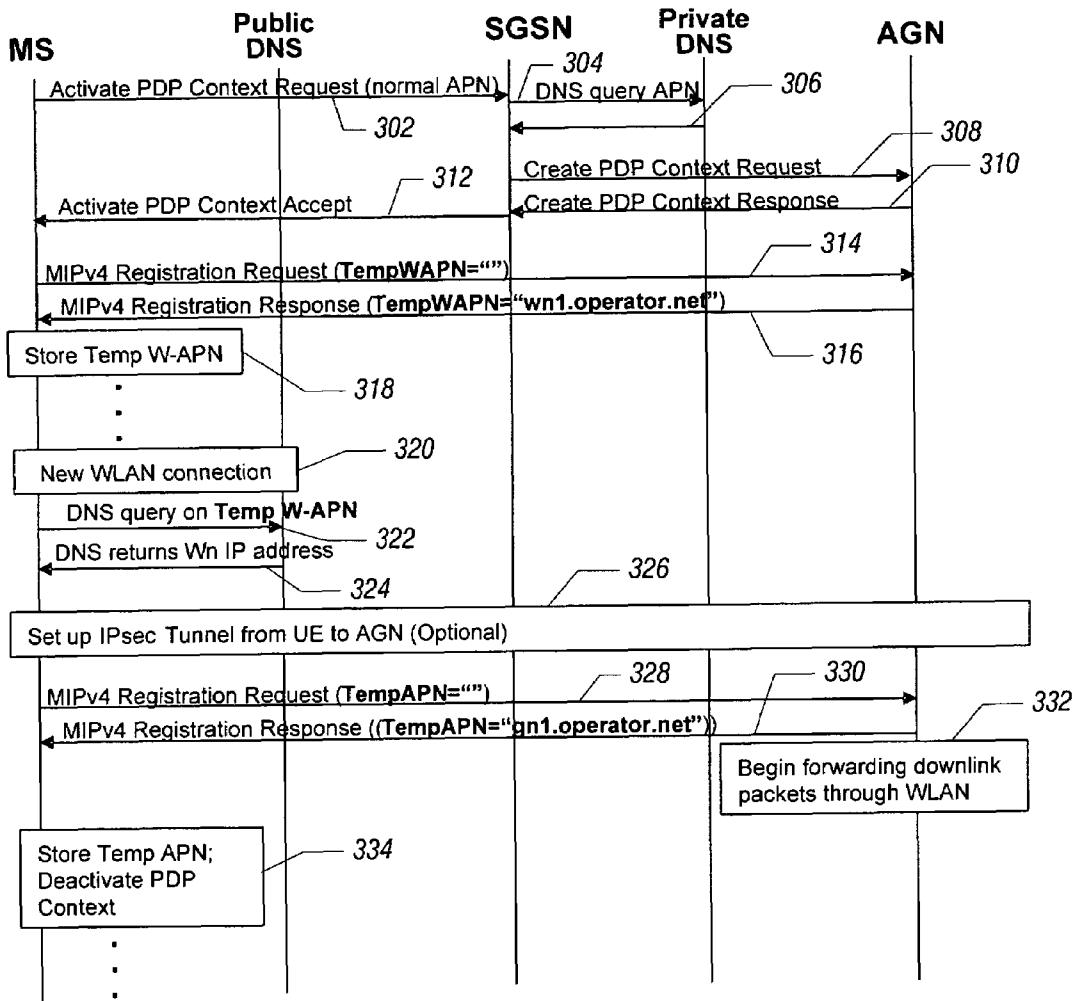 MS
Public
DNS
SGSN
Private
DNS
AGN
Activate PDP Context Request (normal APN)
302
304
DNS query APN
306
Create PDP Context Request
308
Create PDP Context Response
310
Activate PDP Context Accept
312
MIPv4 Registration Request (TempWAPN="")
314
MIPv4 Registration Response (TempWAPN="wn1.operator.net")
316
Store Temp W-APN
318
New WLAN connection
320
DNS query on Temp W-APN
322
DNS returns Wn IP address
324
326
Set up IPsec Tunnel from UE to AGN (Optional)
MIPv4 Registration Request (TempAPN="")
328
330
MIPv4 Registration Response ((TempAPN="gn1.operator.net"))
332
Begin forwarding downlink
packets through WLAN
Store Temp APN;
Deactivate PDP
Context
334